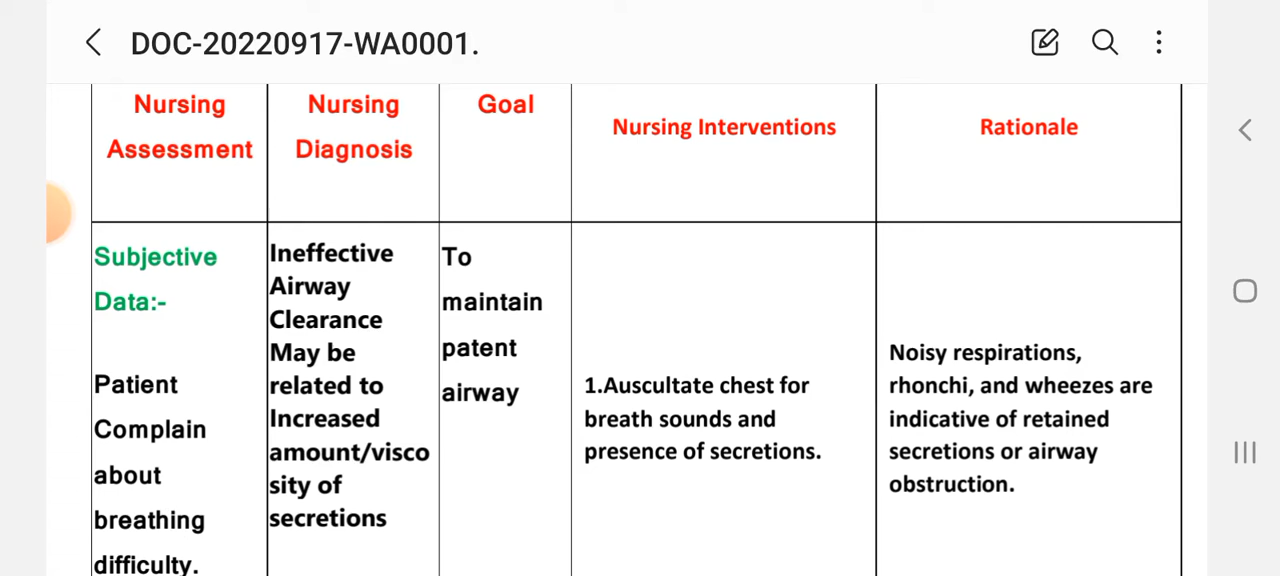 DOC-20220917-WA0001.
Nursing
Assessment
Nursing
Diagnosis
Goal
Nursing Interventions
Rationale
Subjective
Data:-
Patient
Complain
about
breathing
difficulty.
Ineffective
Airway
Clearance
May be
related to
Increased
amount/visco
sity of
secretions
To
maintain
patent
airway
1.Auscultate chest for
breath sounds and
presence of secretions.
Noisy respirations,
rhonchi, and wheezes are
indicative of retained
secretions or airway
obstruction.